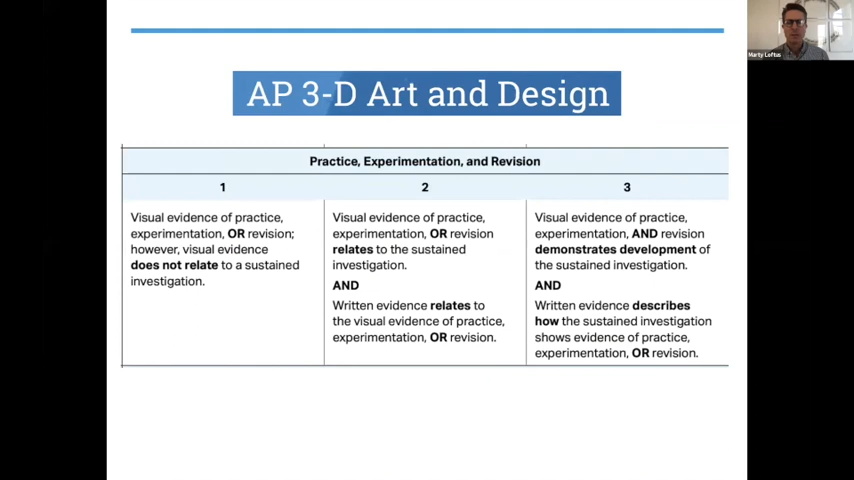 Marty Loftus
AP 3-D Art and Design
Practice, Experimentation, and Revision
1
2
3
Visual evidence of practice,
experimentation, OR revision;
however, visual evidence
does not relate to a sustained
investigation.
Visual evidence of practice,
experimentation, OR revision
relates to the sustained
investigation.
AND
Written evidence relates to
the visual evidence of practice,
experimentation, OR revision.
Visual evidence of practice,
experimentation, AND revision
demonstrates development of
the sustained investigation.
AND
Written evidence describes
how the sustained investigation
shows evidence of practice,
experimentation, OR revision.